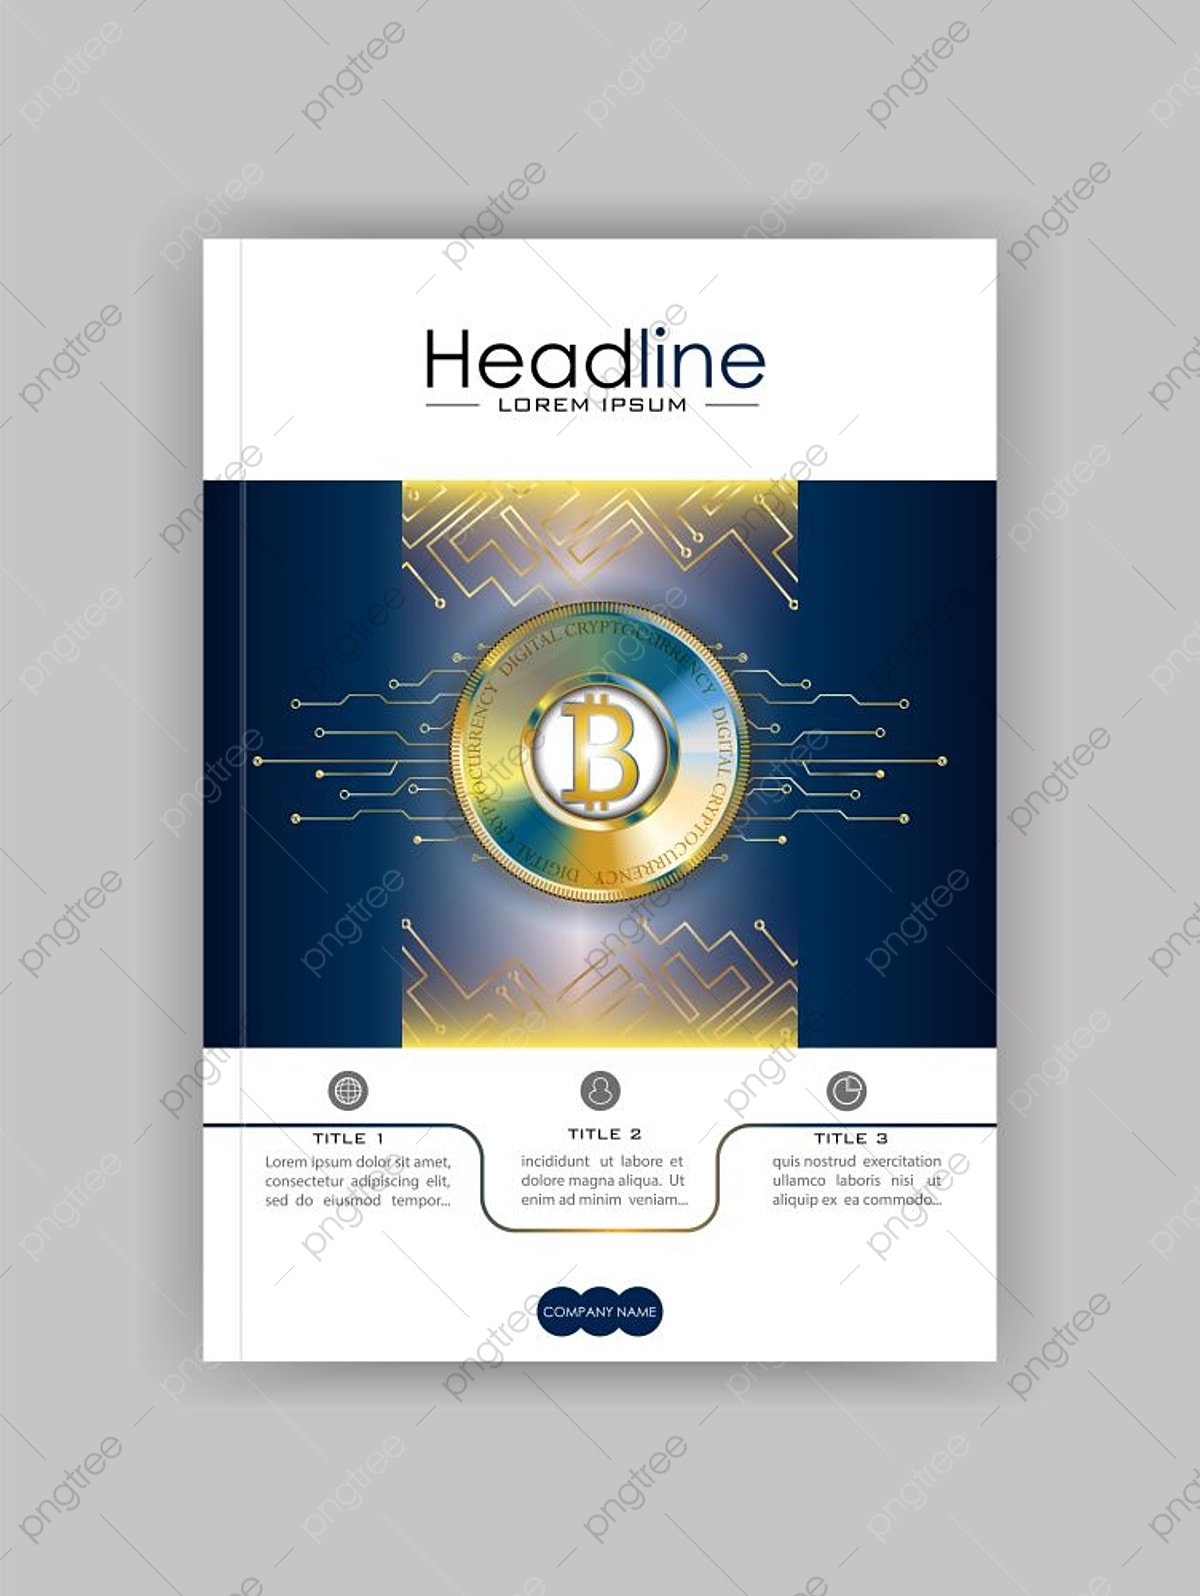 Headline
LOREM IPSUM
DIGITAL CRYPTOCURRENCY DIGITAL CRYPTOCURRENCY DIGITAL CRYPTOCURRENCY
B
TITLE 1
Lorem ipsum dolor sit amet,
consectetur adipiscing elit,
sed do eiusmod tempor...
TITLE 2
incididunt ut labore et
dolore magna aliqua. Ut
enim ad minim veniam...
TITLE 3
quis nostrud exercitation
ullamco laboris nisi ut
aliquip ex ea commodo...
COMPANY NAME
pngtree